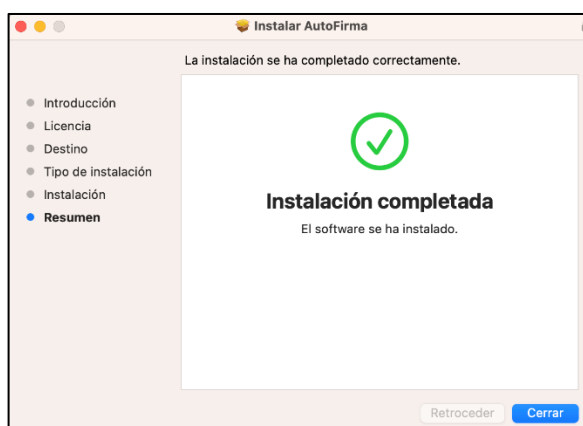 Instalar AutoFirma
La instalación se ha completado correctamente.
Introducción
Licencia
Destino
Tipo de instalación
Instalación
Resumen
Instalación completada
El software se ha instalado.
Retroceder
Cerrar